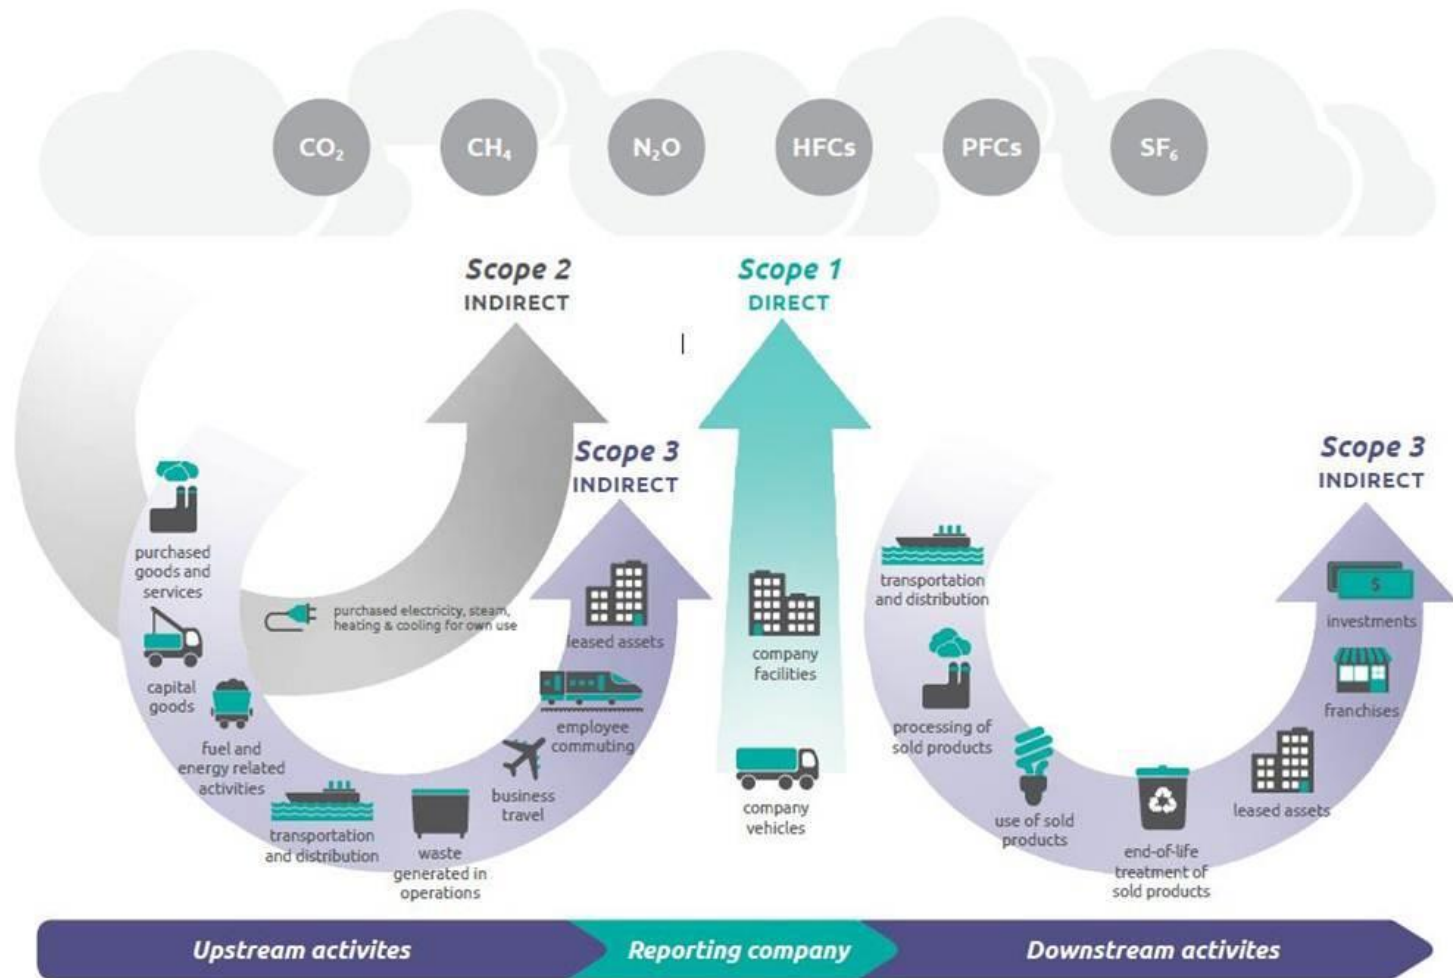 CO₂
CH₄
N₂O
HFCs
PFCs
SF₆
Scope 2
INDIRECT
Scope 1
DIRECT
Scope 3
INDIRECT
Scope 3
INDIRECT
purchased
goods and
services
capital
goods
fuel and
energy related
activities
transportation
and distribution
waste
generated in
operations
business
travel
employee
commuting
leased assets
purchased electricity, steam,
heating & cooling for own use
company
facilities
company
vehicles
transportation
and distribution
processing of
sold products
use of sold
products
end-of-life
treatment of
sold products
leased assets
franchises
$
investments
Upstream activites
Reporting company
Downstream activites